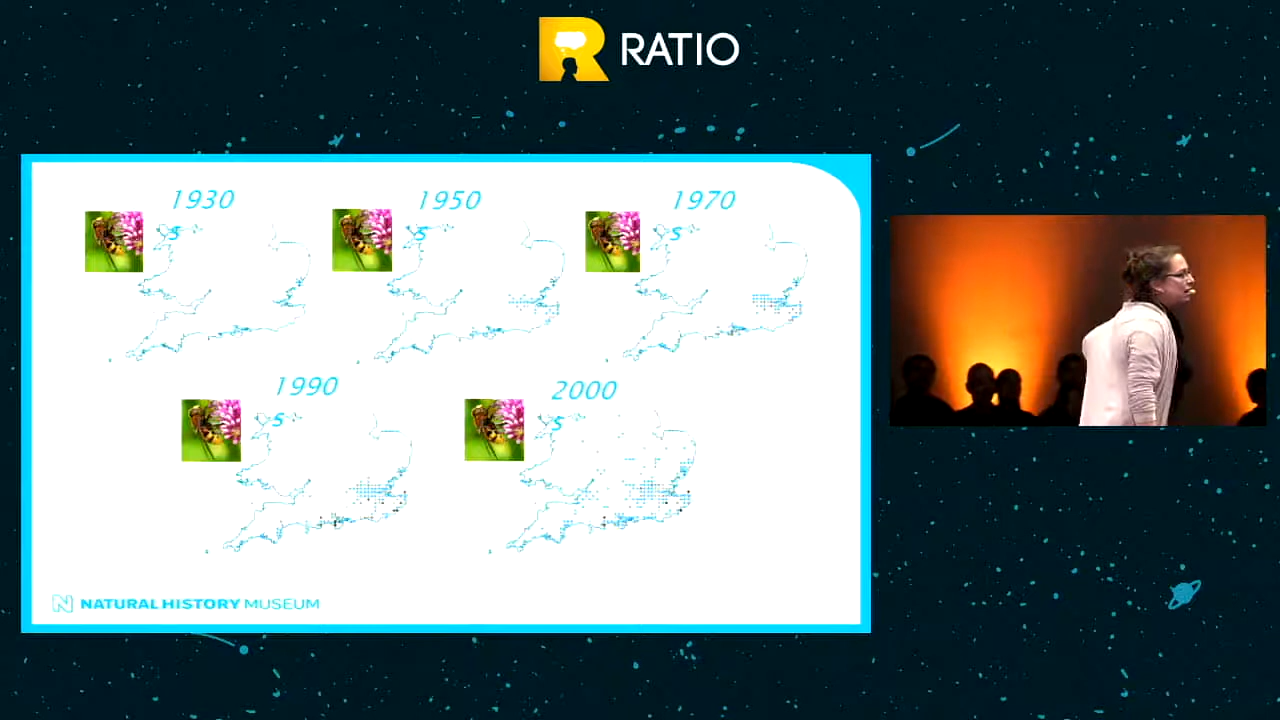 RATIO
1930
s
1950
s
1970
s
1990
s
2000
s
NATURAL HISTORY MUSEUM